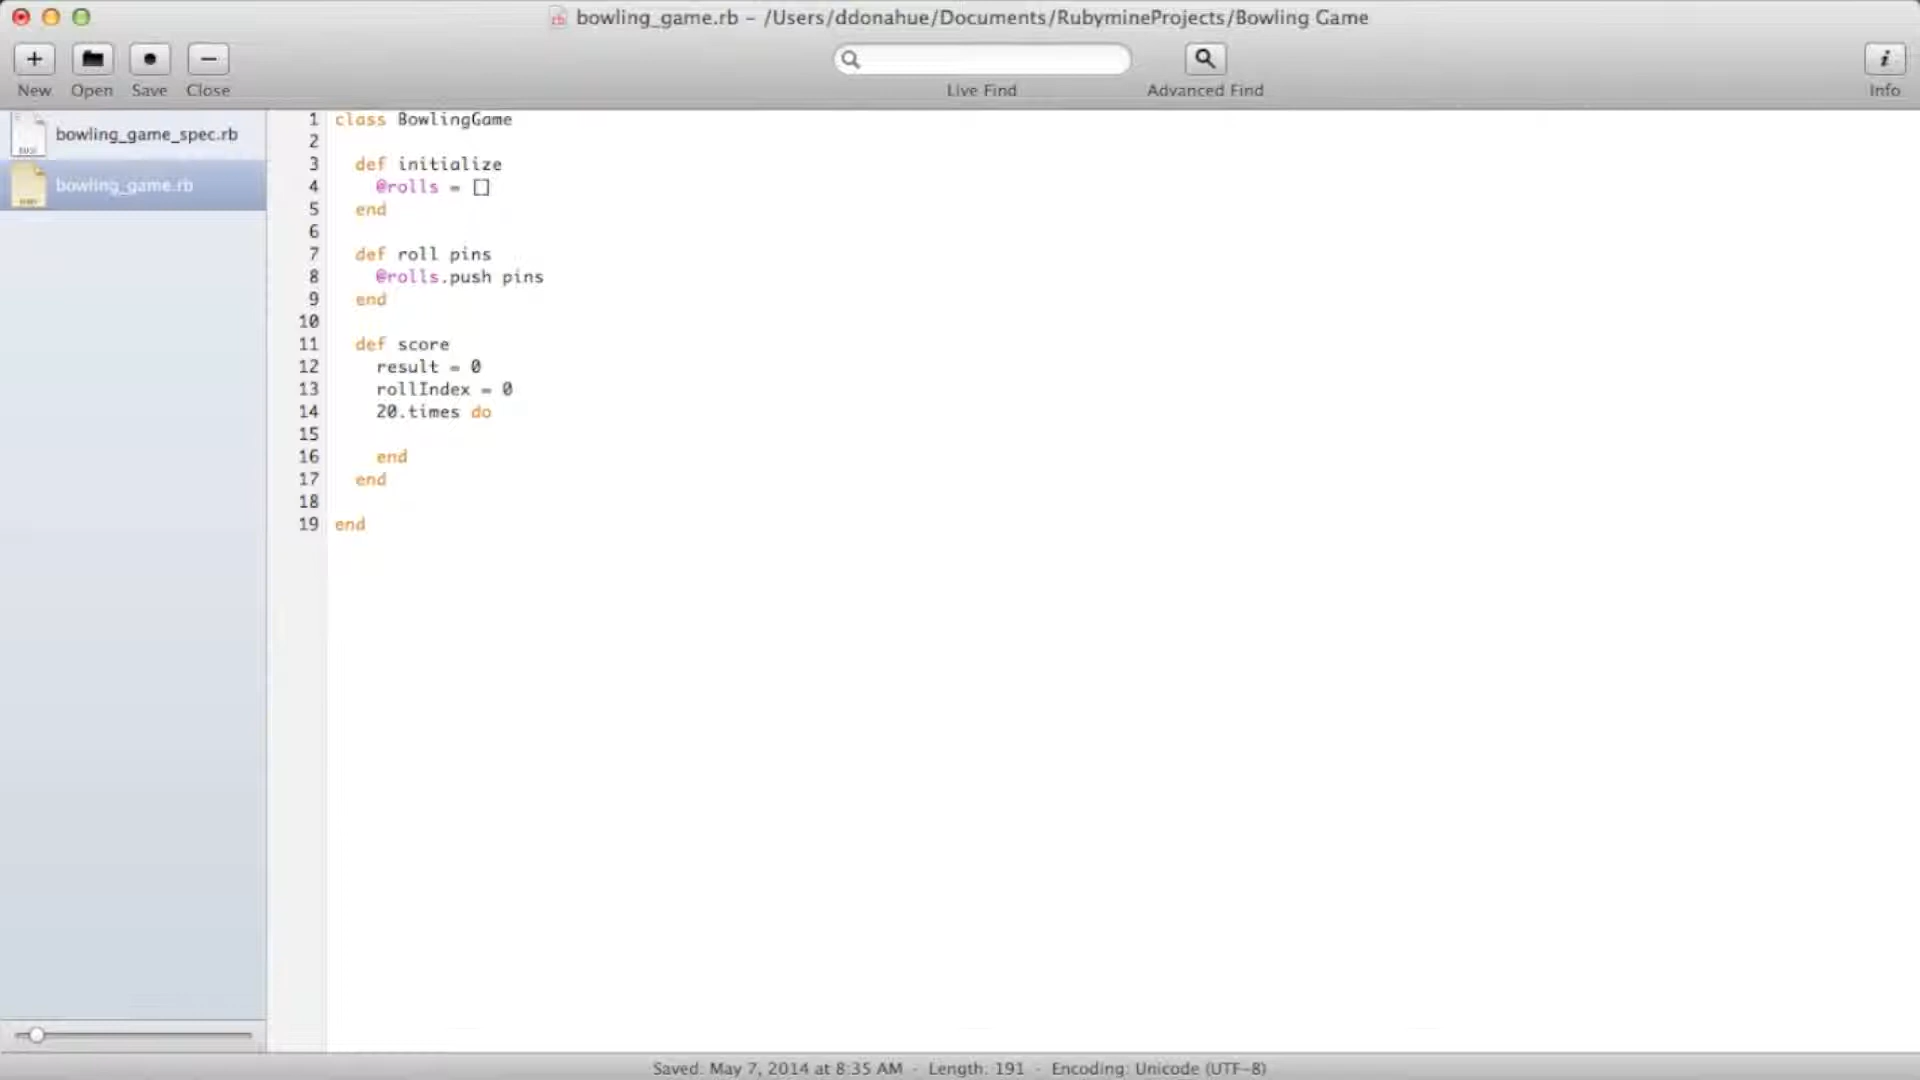 bowling_game.rb – /Users/ddonahue/Documents/RubymineProjects/Bowling Game
New Open Save Close
Live Find
Advanced Find
Info
bowling_game_spec.rb
bowling_game.rb
1 class BowlingGame
2
3 def initialize
4 @rolls = []
5 end
6
7 def roll pins
8 @rolls.push pins
9 end
10
11 def score
12 result = 0
13 rollIndex = 0
14 20.times do
15
16 end
17 end
18
19 end
Saved: May 7, 2014 at 8:35 AM - Length: 191 - Encoding: Unicode (UTF-8)